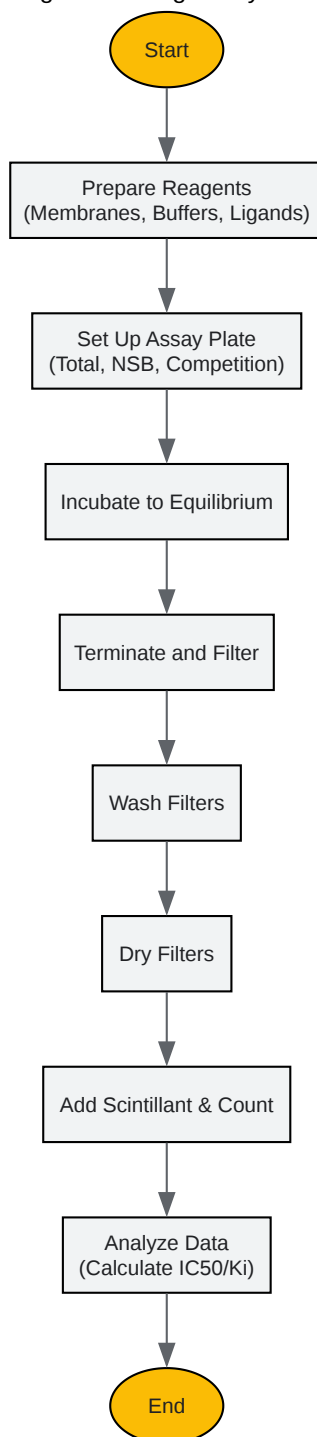 Start
Prepare Reagents
(Membranes, Buffers, Ligands)
Set Up Assay Plate
(Total, NSB, Competition)
Incubate to Equilibrium
Terminate and Filter
Wash Filters
Dry Filters
Add Scintillant & Count
Analyze Data
(Calculate IC50/Ki)
End